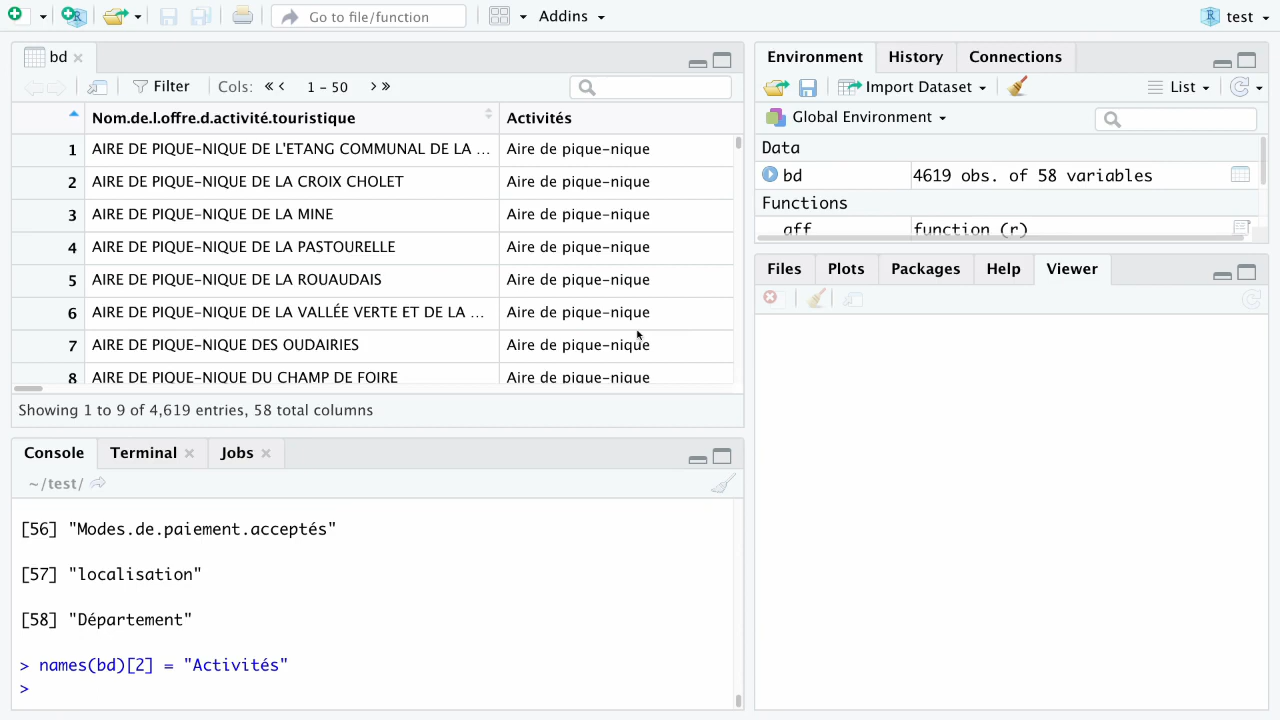 Go to file/function
Addins
test
bd
Filter
Cols:
1 - 50
Nom.de.l.offre.d.activité.touristique Activités
1 AIRE DE PIQUE-NIQUE DE L'ETANG COMMUNAL DE LA ... Aire de pique-nique
2 AIRE DE PIQUE-NIQUE DE LA CROIX CHOLET Aire de pique-nique
3 AIRE DE PIQUE-NIQUE DE LA MINE Aire de pique-nique
4 AIRE DE PIQUE-NIQUE DE LA PASTOURELLE Aire de pique-nique
5 AIRE DE PIQUE-NIQUE DE LA ROUAUDAIS Aire de pique-nique
6 AIRE DE PIQUE-NIQUE DE LA VALLÉE VERTE ET DE LA ... Aire de pique-nique
7 AIRE DE PIQUE-NIQUE DES OUDAIRIES Aire de pique-nique
8 AIRE DE PIQUE-NIQUE DU CHAMP DE FOIRE Aire de pique-nique
Showing 1 to 9 of 4,619 entries, 58 total columns
Console Terminal Jobs
~/test/
[56] "Modes.de.paiement.acceptés"
[57] "localisation"
[58] "Département"
> names(bd)[2] = "Activités"
>
Environment History Connections
Import Dataset
List
Global Environment
Data
bd 4619 obs. of 58 variables
Functions
aff function (r)
Files Plots Packages Help Viewer